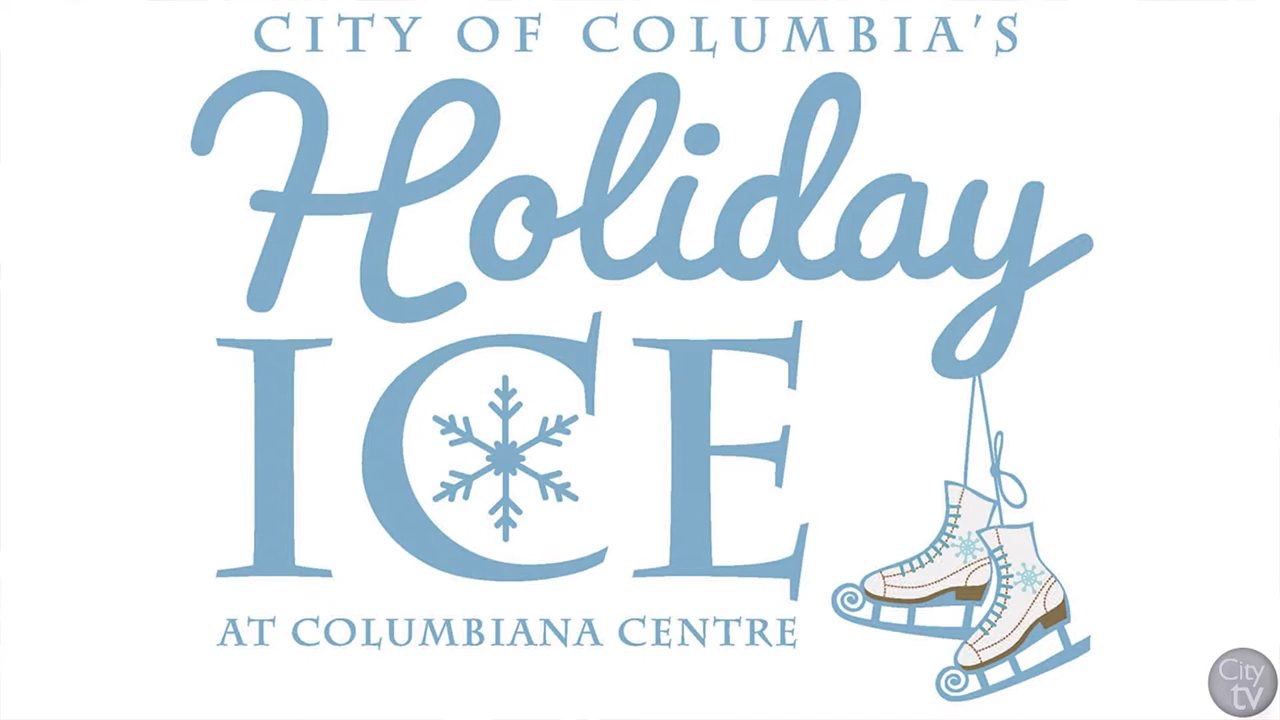 CITY OF COLUMBIA'S
Holiday
ICE
AT COLUMBIANA CENTRE
City
tv